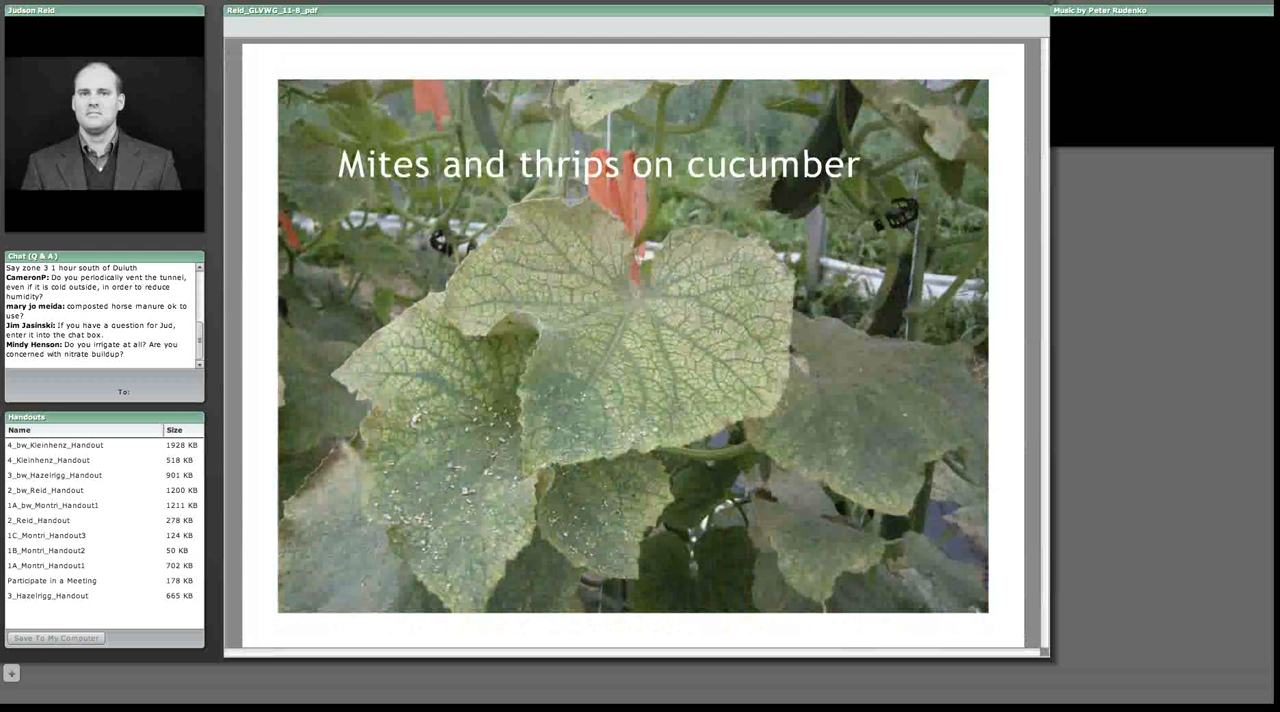 Judson Reid
Reid_GLVWG_11-8_pdf
Music by Peter Rudenko
Mites and thrips on cucumber
Chat (Q & A)
Say zone 3 1 hour south of Duluth
CameronP: Do you periodically vent the tunnel,
even if it is cold outside, in order to reduce
humidity?
mary jo meida: composted horse manure ok to
use?
Jim Jasinski: If you have a question for Jud,
enter it into the chat box.
Mindy Henson: Do you irrigate at all? Are you
concerned with nitrate buildup?
To:
Handouts
Name Size
4_bw_Kleinhenz_Handout 1928 KB
4_Kleinhenz_Handout 518 KB
3_bw_Hazelrigg_Handout 901 KB
2_bw_Reid_Handout 1200 KB
1A_bw_Montri_Handout1 1211 KB
2_Reid_Handout 278 KB
1C_Montri_Handout3 124 KB
1B_Montri_Handout2 50 KB
1A_Montri_Handout1 702 KB
Participate in a Meeting 178 KB
3_Hazelrigg_Handout 665 KB
Save To My Computer